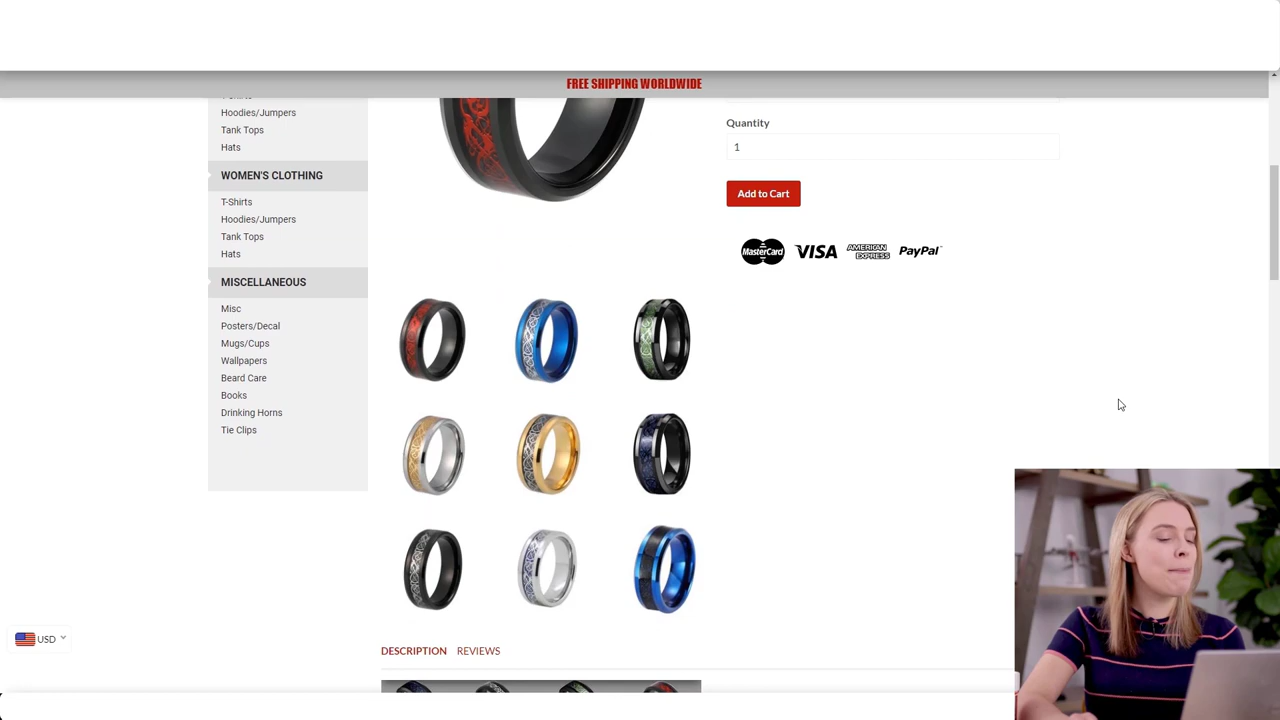 FREE SHIPPING WORLDWIDE
Hoodies/Jumpers
Tank Tops
Hats
WOMEN'S CLOTHING
T-Shirts
Hoodies/Jumpers
Tank Tops
Hats
MISCELLANEOUS
Misc
Posters/Decal
Mugs/Cups
Wallpapers
Beard Care
Books
Drinking Horns
Tie Clips
Quantity
1
Add to Cart
MasterCard
VISA
AMERICAN
EXPRESS
PayPal
USD
DESCRIPTION REVIEWS